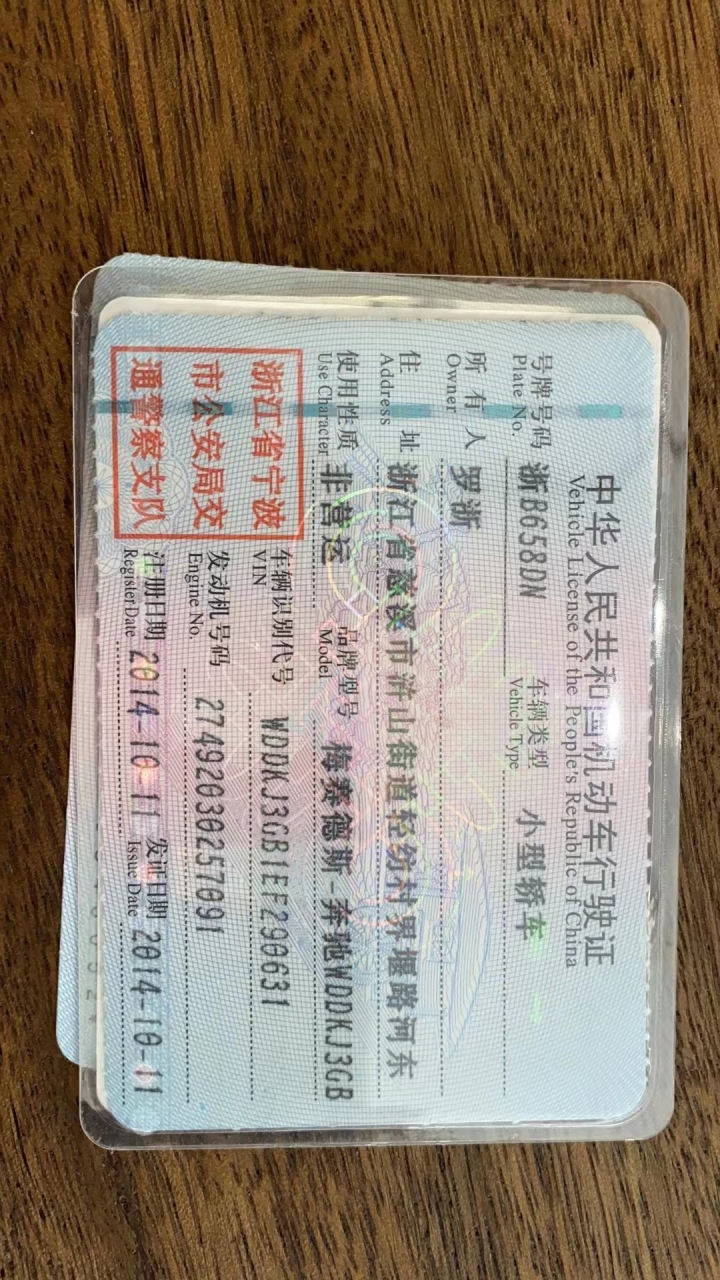 中华人民共和国机动车行驶证
Vehicle License of the People's Republic of China
号牌号码 浙B658DN 车辆类型 小型轿车
Plate No. Vehicle Type
所有人 罗浙
Owner
住址 浙江省慈溪市浒山街道轻纺村界堰路河东
Address
使用性质 非营运 品牌型号 梅赛德斯-奔驰WDDKJ3GB
Use Character Model
浙江省宁波
市公安局交
通警察支队
车辆识别代号 WDDKJ3GB1EF290631
VIN
发动机号码 27492030257091
Engine No.
注册日期 2014-10-11 发证日期 2014-10-11
Register Date Issue Date